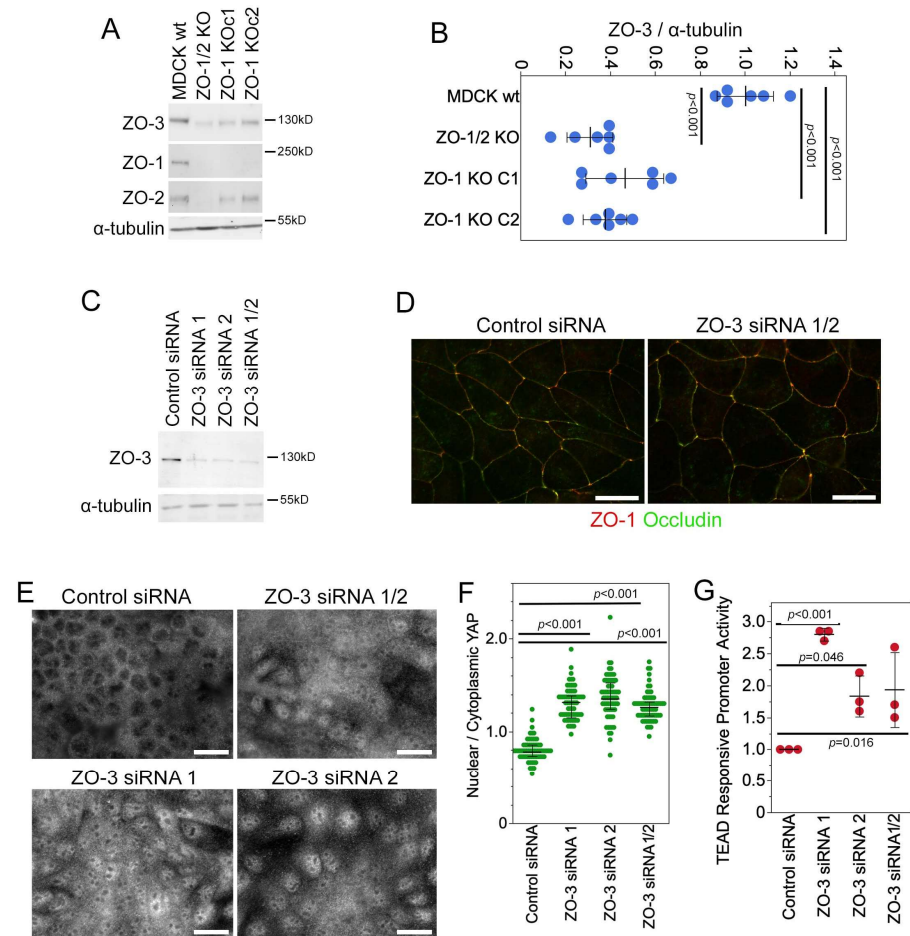 A
MDCK wt
ZO-1/2 KO
ZO-1 KOc1
ZO-1 KOc2
ZO-3
130kD
250kD
ZO-1
ZO-2
55kD
α-tubulin
B
ZO-3 / α-tubulin
0
0.2
0.4
0.6
0.8
1.0
1.2
1.4
MDCK wt
ZO-1/2 KO
ZO-1 KO C1
ZO-1 KO C2
p<0.001
p<0.001
p<0.001
C
Control siRNA
ZO-3 siRNA 1
ZO-3 siRNA 2
ZO-3 siRNA 1/2
ZO-3
130kD
55kD
α-tubulin
D
Control siRNA
ZO-3 siRNA 1/2
ZO-1 Occludin
E
Control siRNA
ZO-3 siRNA 1/2
ZO-3 siRNA 1
ZO-3 siRNA 2
F
Nuclear / Cytoplasmic YAP
2.0
1.0
0
p<0.001
p<0.001
p<0.001
Control siRNA
ZO-3 siRNA 1
ZO-3 siRNA 2
ZO-3 siRNA1/2
G
TEAD Responsive Promoter Activity
3.0
2.5
2.0
1.5
1.0
0.5
0
p<0.001
p=0.046
p=0.016
Control siRNA
ZO-3 siRNA 1
ZO-3 siRNA 2
ZO-3 siRNA1/2